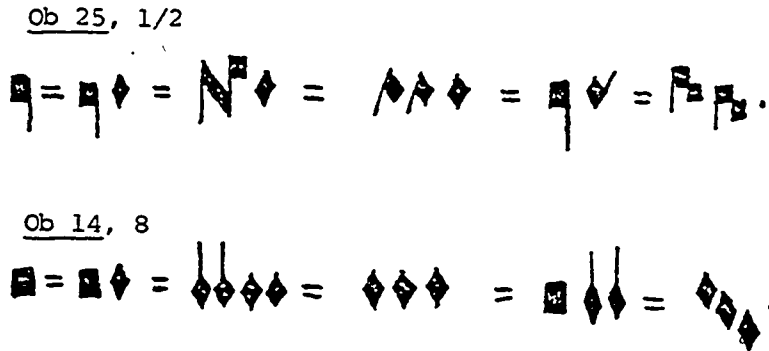 Ob 25, 1/2
= = = = = .
Ob 14, 8
= = = = = .